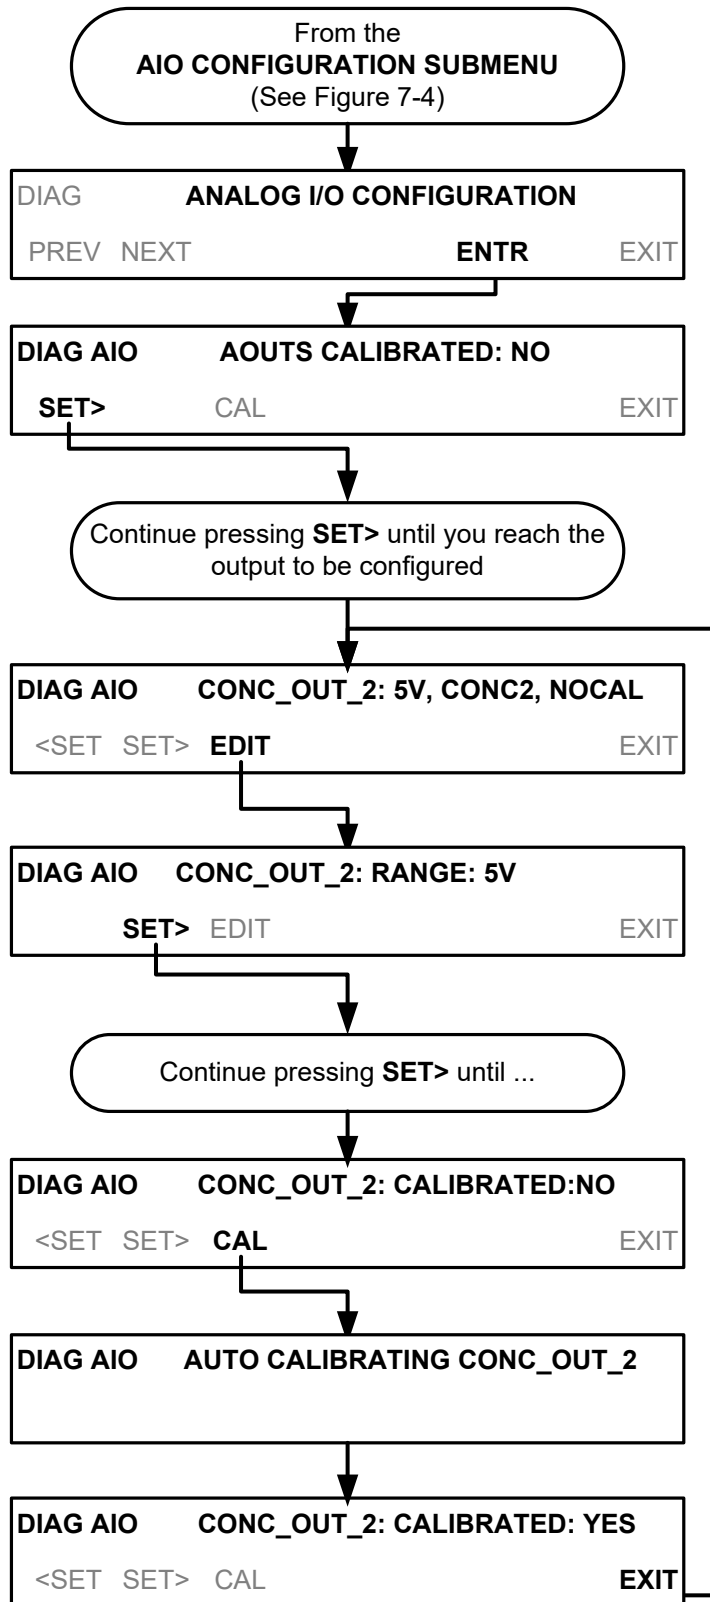 From the
AIO CONFIGURATION SUBMENU
(See Figure 7-4)
DIAG ANALOG I/O CONFIGURATION
PREV NEXT ENTR EXIT
DIAG AIO AOUTS CALIBRATED: NO
SET> CAL EXIT
Continue pressing SET> until you reach the
output to be configured
DIAG AIO CONC_OUT_2: 5V, CONC2, NOCAL
<SET SET> EDIT EXIT
DIAG AIO CONC_OUT_2: RANGE: 5V
SET> EDIT EXIT
Continue pressing SET> until ...
DIAG AIO CONC_OUT_2: CALIBRATED:NO
<SET SET> CAL EXIT
DIAG AIO AUTO CALIBRATING CONC_OUT_2
DIAG AIO CONC_OUT_2: CALIBRATED: YES
<SET SET> CAL EXIT